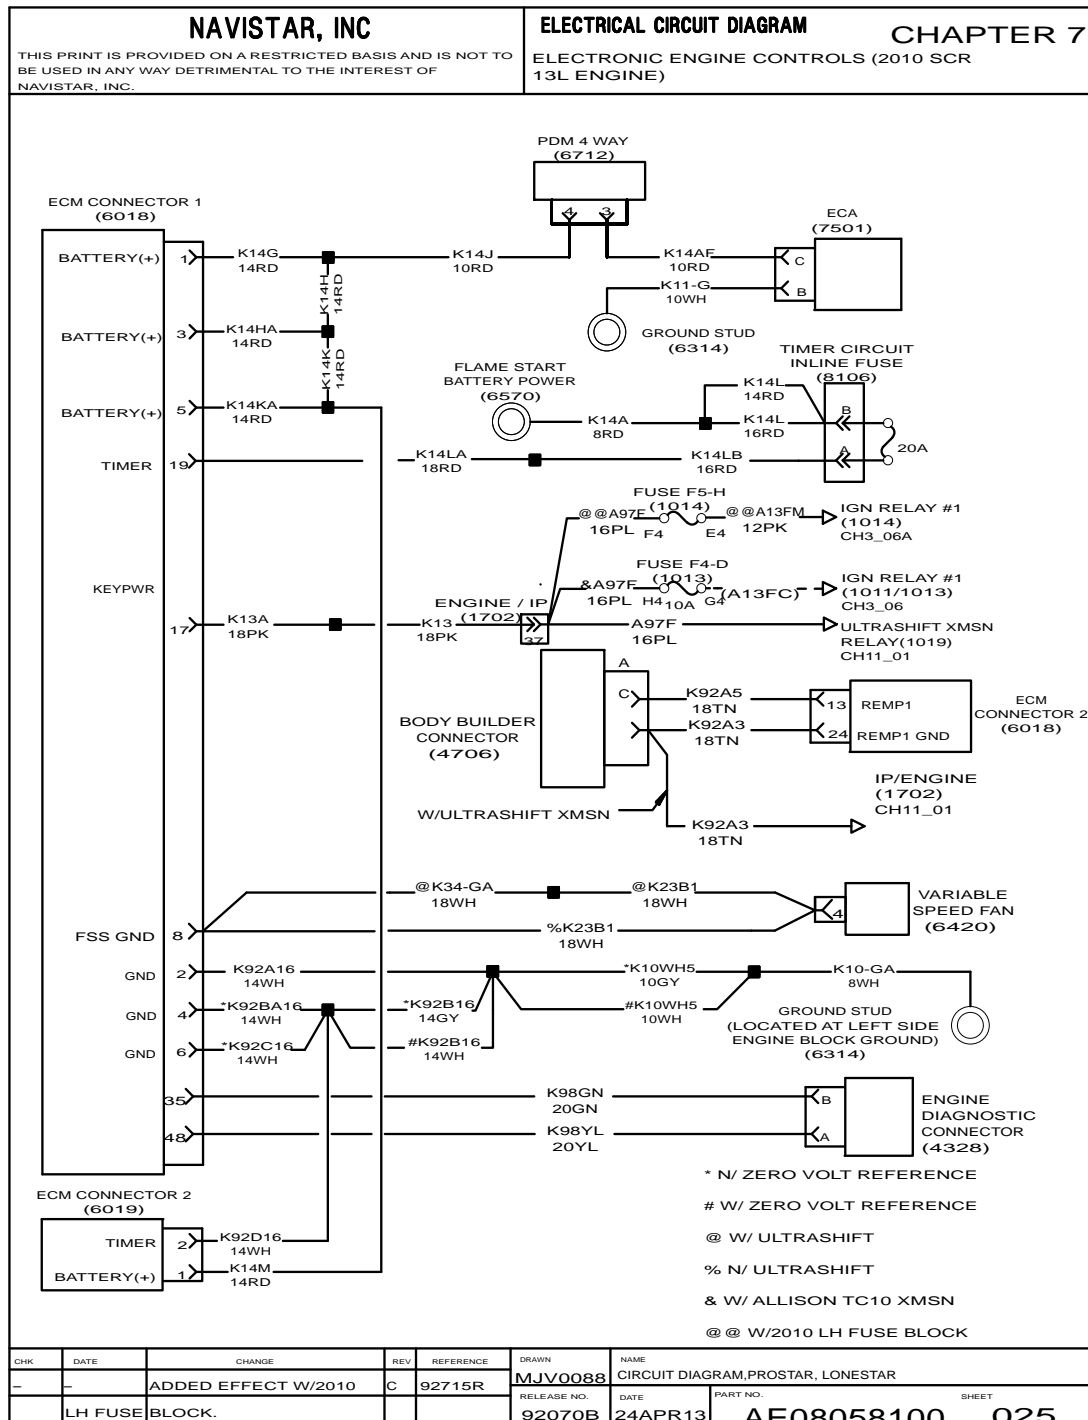 NAVISTAR, INC
THIS PRINT IS PROVIDED ON A RESTRICTED BASIS AND IS NOT TO
BE USED IN ANY WAY DETRIMENTAL TO THE INTEREST OF
NAVISTAR, INC.
ELECTRICAL CIRCUIT DIAGRAM
CHAPTER 7
ELECTRONIC ENGINE CONTROLS (2010 SCR
13L ENGINE)
PDM 4 WAY
(6712)
4 3
ECM CONNECTOR 1
(6018)
ECA
(7501)
BATTERY(+) 1 K14G
14RD
K14J
10RD
K14AF
10RD
C
K14H
14RD
K11-G
10WH
B
BATTERY(+) 3 K14HA
14RD
GROUND STUD
(6314)
K14K
14RD
TIMER CIRCUIT
INLINE FUSE
(8106)
FLAME START
BATTERY POWER
(6570)
BATTERY(+) 5 K14KA
14RD
K14L
14RD
K14A
8RD
K14L
16RD
B
20A
TIMER 19
K14LA
18RD
K14LB
16RD
A
FUSE F5-H
(1014)
@@A97F
16PL
F4 E4
@@A13FM
12PK
IGN RELAY #1
(1014)
CH3_06A
KEYPWR
FUSE F4-D
(1013)
&A97F
16PL
H4 10A G4
(A13FC)
IGN RELAY #1
(1011/1013)
CH3_06
17 K13A
18PK
K13
18PK
ENGINE / IP
(1702)
37
A97F
16PL
ULTRASHIFT XMSN
RELAY(1019)
CH11_01
A
C
K92A5
18TN
13 REMP1
K92A3
18TN
24 REMP1 GND
ECM
CONNECTOR 2
(6018)
BODY BUILDER
CONNECTOR
(4706)
W/ULTRASHIFT XMSN
K92A3
18TN
IP/ENGINE
(1702)
CH11_01
@K34-GA
18WH
@K23B1
18WH
4
VARIABLE
SPEED FAN
(6420)
FSS GND 8
%K23B1
18WH
GND 2 K92A16
14WH
*K10WH5
10GY
K10-GA
8WH
GND 4 *K92BA16
14WH
*K92B16
14GY
#K10WH5
10WH
GND 6 *K92C16
14WH
#K92B16
14WH
GROUND STUD
(LOCATED AT LEFT SIDE
ENGINE BLOCK GROUND)
(6314)
35
K98GN
20GN
B
48
K98YL
20YL
A
ENGINE
DIAGNOSTIC
CONNECTOR
(4328)
ECM CONNECTOR 2
(6019)
TIMER 2 K92D16
14WH
BATTERY(+) 1 K14M
14RD
* N/ ZERO VOLT REFERENCE
# W/ ZERO VOLT REFERENCE
@ W/ ULTRASHIFT
% N/ ULTRASHIFT
& W/ ALLISON TC10 XMSN
@@ W/2010 LH FUSE BLOCK
CHK DATE CHANGE REV REFERENCE
– – ADDED EFFECT W/2010 C 92715R
LH FUSE BLOCK.
DRAWN
MJV0088
NAME
CIRCUIT DIAGRAM,PROSTAR, LONESTAR
RELEASE NO.
92070B
DATE
24APR13
PART NO.
AE08058100
SHEET
025